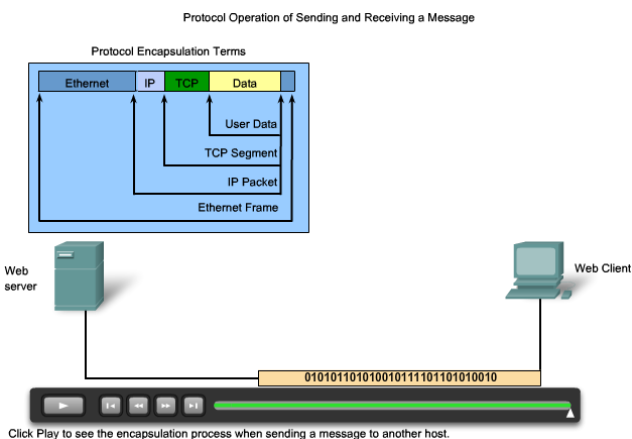 Protocol Operation of Sending and Receiving a Message
Protocol Encapsulation Terms
Ethernet IP TCP Data
User Data
TCP Segment
IP Packet
Ethernet Frame
Web
server
Web Client
0101011010100101111011010010010
Click Play to see the encapsulation process when sending a message to another host.